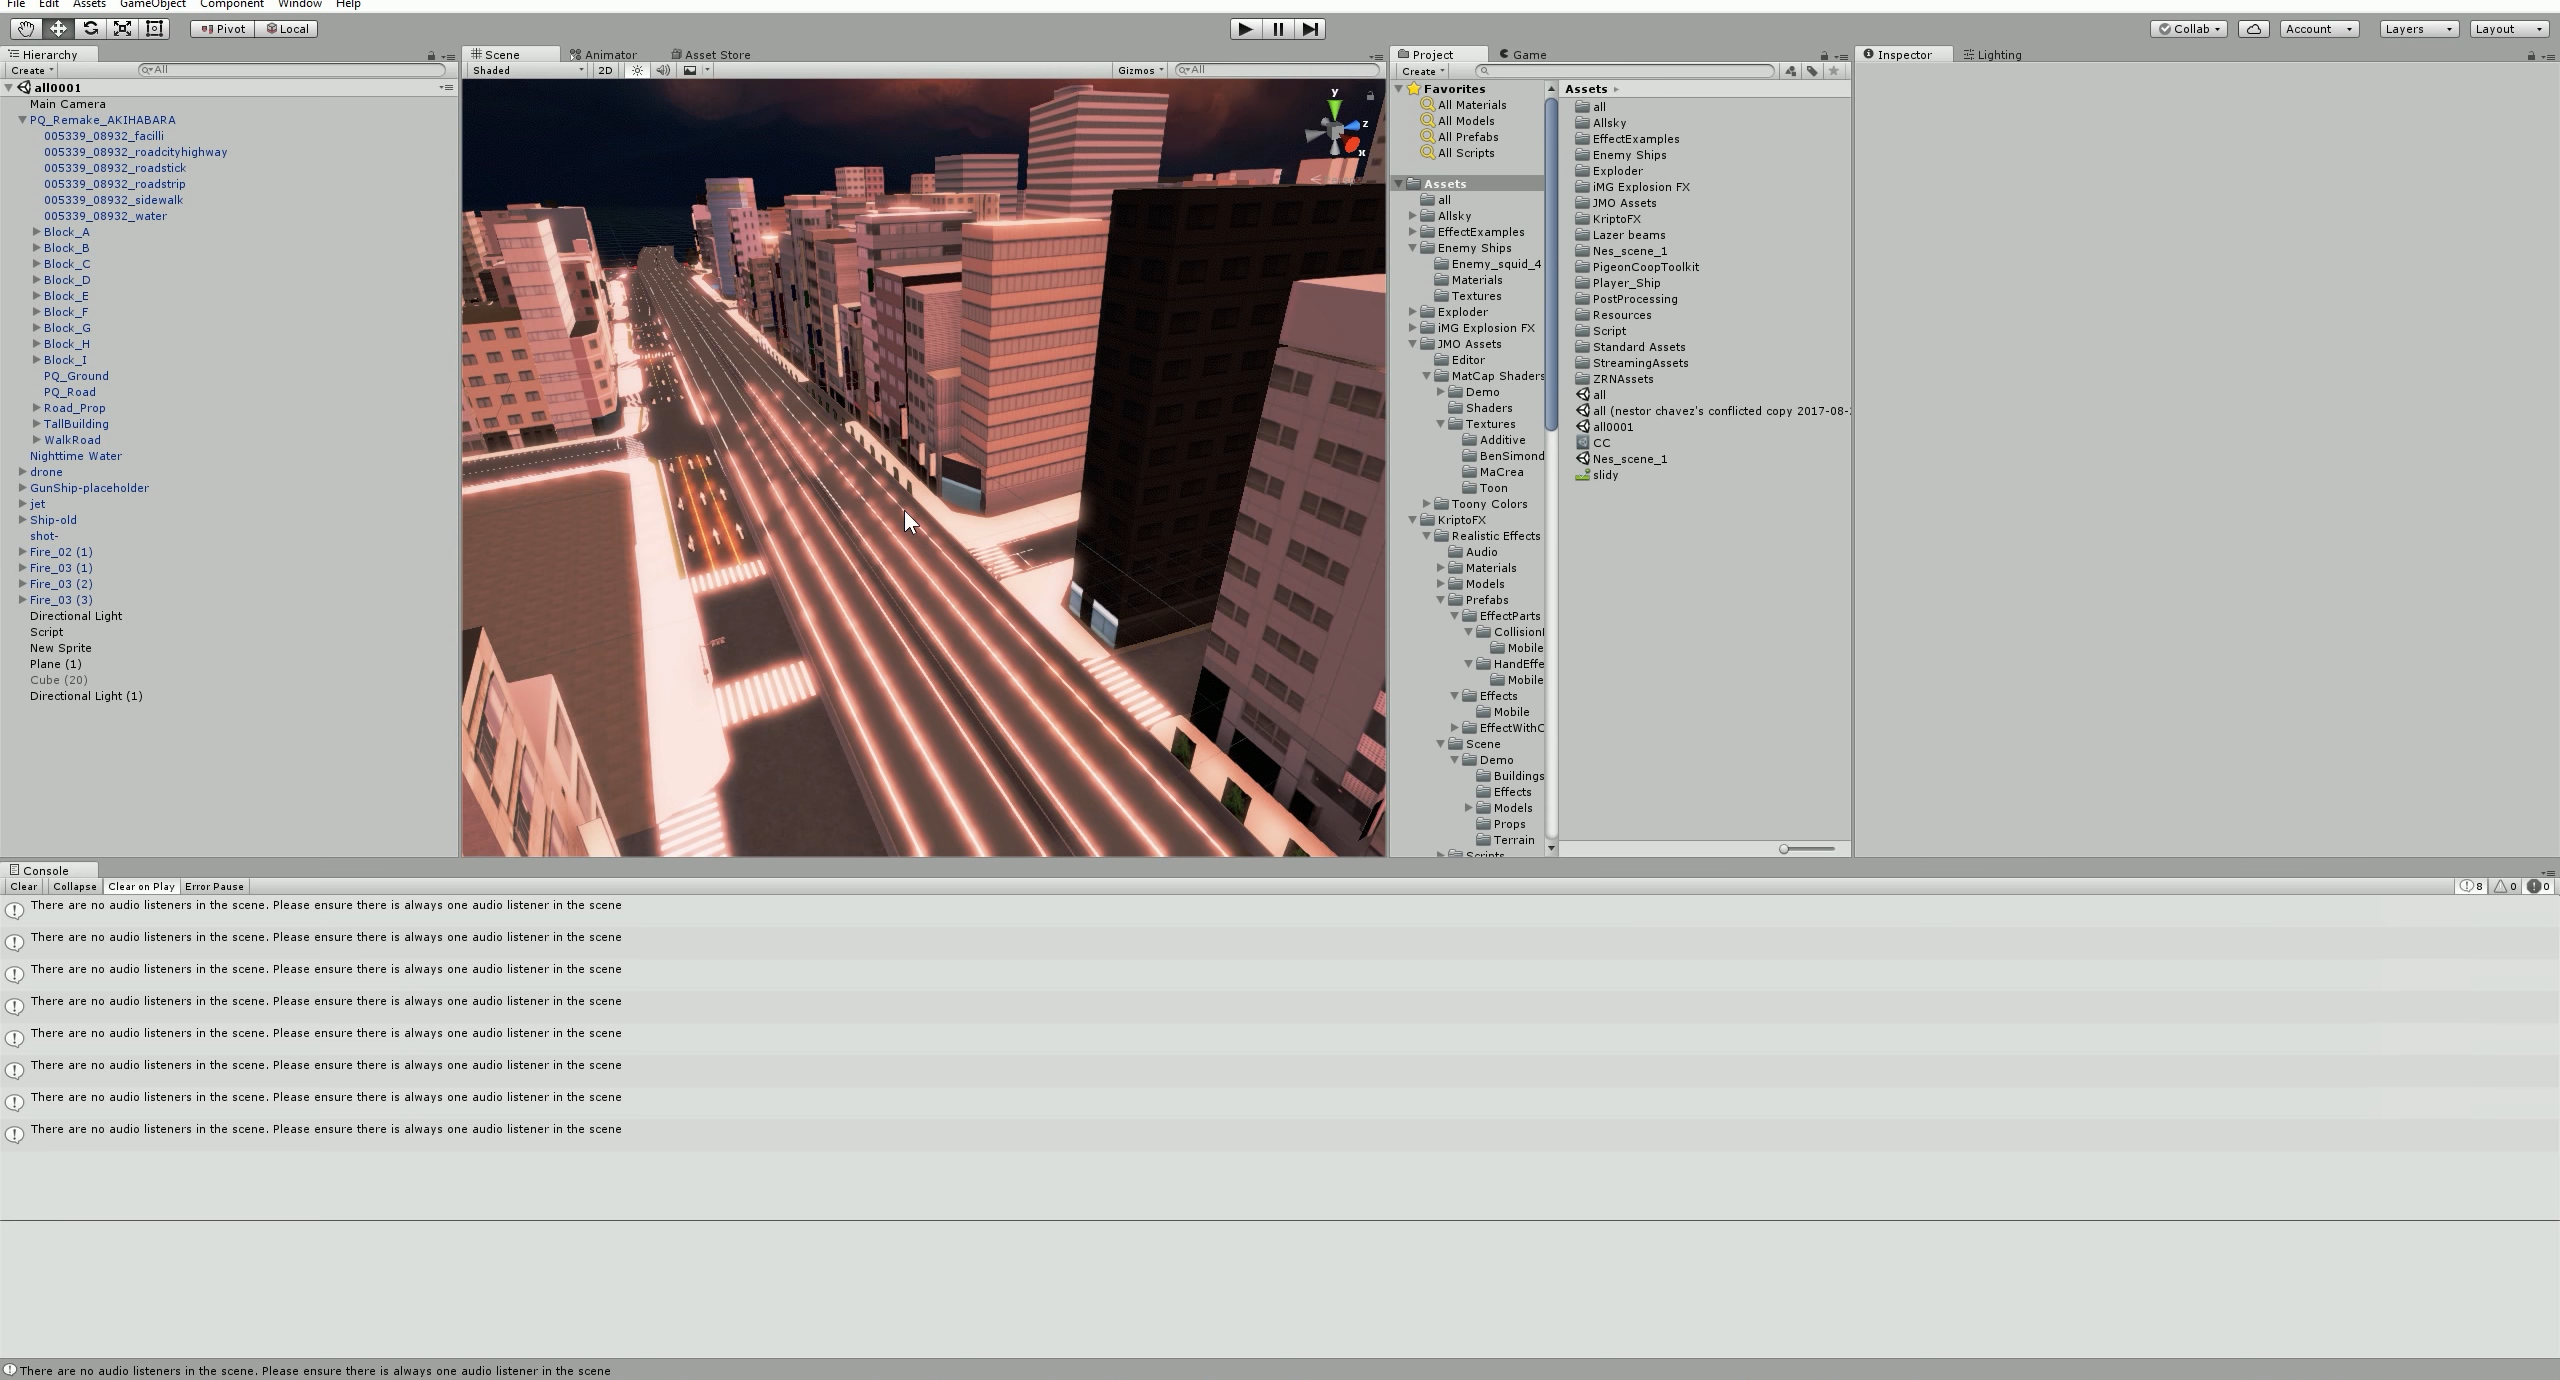 File Edit Assets GameObject Component Window Help
Pivot Local Collab Account Layers Layout
Hierarchy
Create All
all0001
Main Camera
PQ_Remake_AKIHABARA
005339_08932_facilli
005339_08932_roadcityhighway
005339_08932_roadstick
005339_08932_roadstrip
005339_08932_sidewalk
005339_08932_water
Block_A
Block_B
Block_C
Block_D
Block_E
Block_F
Block_G
Block_H
Block_I
PQ_Ground
PQ_Road
Road_Prop
TallBuilding
WalkRoad
Nighttime Water
drone
GunShip-placeholder
jet
Ship-old
shot-
Fire_02 (1)
Fire_03 (1)
Fire_03 (2)
Fire_03 (3)
Directional Light
Script
New Sprite
Plane (1)
Cube (20)
Directional Light (1)
Scene Animator Asset Store
Shaded 2D Gizmos All
y
z
x
Project Game
Create
Favorites
All Materials
All Models
All Prefabs
All Scripts
Assets
all
Allsky
EffectExamples
Enemy Ships
Enemy_squid_4
Materials
Textures
Exploder
iMG Explosion FX
JMO Assets
Editor
MatCap Shaders
Demo
Shaders
Textures
Additive
BenSimond
MaCrea
Toon
Toony Colors
KriptoFX
Realistic Effects
Audio
Materials
Models
Prefabs
EffectParts
Collision
Mobile
HandEffe
Mobile
Effects
Mobile
EffectWithC
Scene
Demo
Buildings
Effects
Models
Props
Terrain
Scripts
Assets
all
Allsky
EffectExamples
Enemy Ships
Exploder
iMG Explosion FX
JMO Assets
KriptoFX
Lazer beams
Nes_scene_1
PigeonCoopToolkit
Player_Ship
PostProcessing
Resources
Script
Standard Assets
StreamingAssets
ZRNAssets
all
all (nestor chavez's conflicted copy 2017-08-
all0001
CC
Nes_scene_1
slidy
Inspector Lighting
Console
Clear Collapse Clear on Play Error Pause 8 0 0
There are no audio listeners in the scene. Please ensure there is always one audio listener in the scene
There are no audio listeners in the scene. Please ensure there is always one audio listener in the scene
There are no audio listeners in the scene. Please ensure there is always one audio listener in the scene
There are no audio listeners in the scene. Please ensure there is always one audio listener in the scene
There are no audio listeners in the scene. Please ensure there is always one audio listener in the scene
There are no audio listeners in the scene. Please ensure there is always one audio listener in the scene
There are no audio listeners in the scene. Please ensure there is always one audio listener in the scene
There are no audio listeners in the scene. Please ensure there is always one audio listener in the scene
There are no audio listeners in the scene. Please ensure there is always one audio listener in the scene